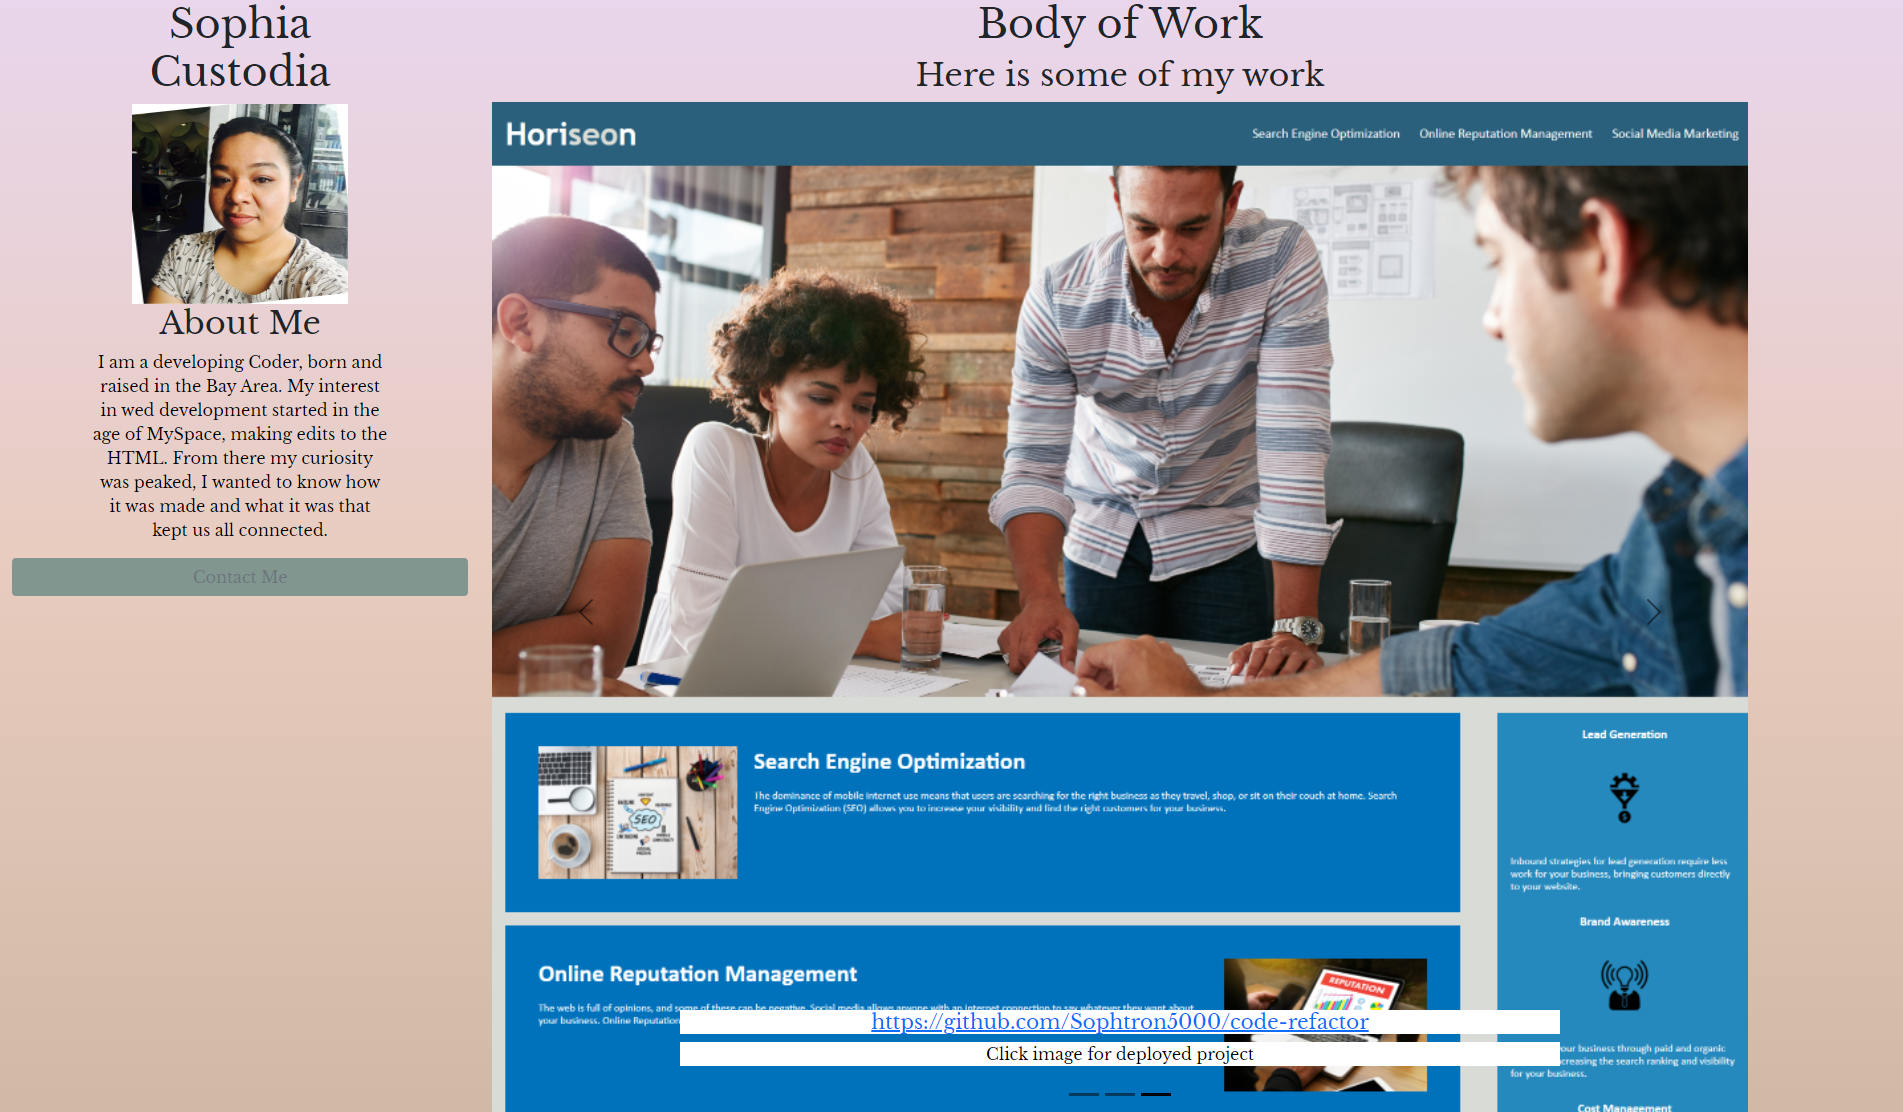 Sophia
Custodia
About Me
I am a developing Coder, born and
raised in the Bay Area. My interest
in wed development started in the
age of MySpace, making edits to the
HTML. From there my curiosity
was peaked, I wanted to know how
it was made and what it was that
kept us all connected.
Contact Me
Body of Work
Here is some of my work
Horiseon
Search Engine Optimization
Online Reputation Management
Social Media Marketing
Search Engine Optimization
The dominance of mobile internet use means that users are searching for the right business as they travel, shop, or sit on their couch at home. Search
Engine Optimization (SEO) allows you to increase your visibility and find the right customers for your business.
SEO
Online Reputation Management
The web is full of opinions, and some of these can be negative. Social media allows anyone with an internet connection to say whatever they want about
your business. Online Reputation
REPUTATION
Lead Generation
Inbound strategies for lead generation require less
work for your business, bringing customers directly
to your website.
Brand Awareness
your business through paid and organic
creasing the search ranking and visibility
for your business.
Cost Management
https://github.com/Sophtron5000/code-refactor
Click image for deployed project